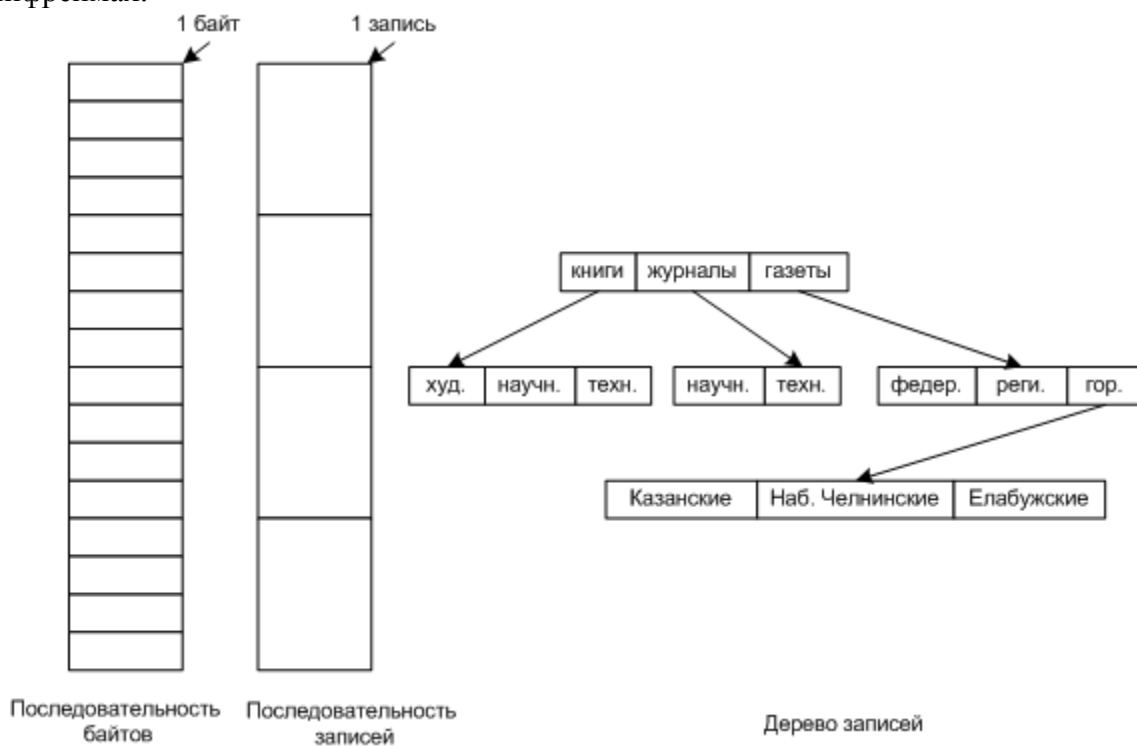 1 байт
1 запись
книги журналы газеты
худ. научн. техн. научн. техн. федер. реги. гор.
Казанские Наб. Челнинские Елабужские
Последовательность байтов
Последовательность записей
Дерево записей